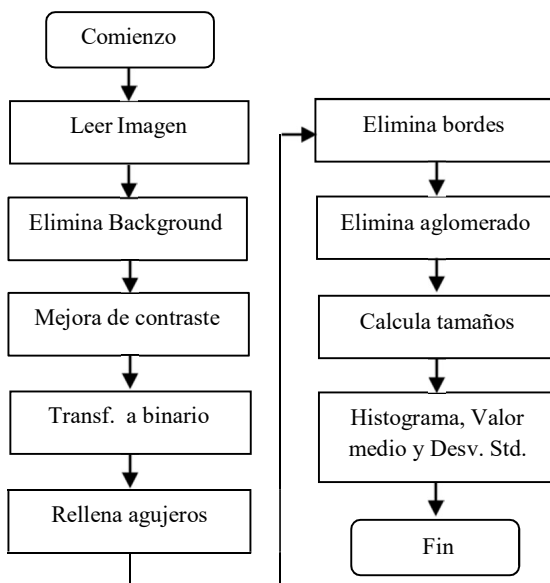 Comienzo
Leer Imagen
Elimina Background
Mejora de contraste
Transf. a binario
Rellena agujeros
Elimina bordes
Elimina aglomerado
Calcula tamaños
Histograma, Valor
medio y Desv. Std.
Fin